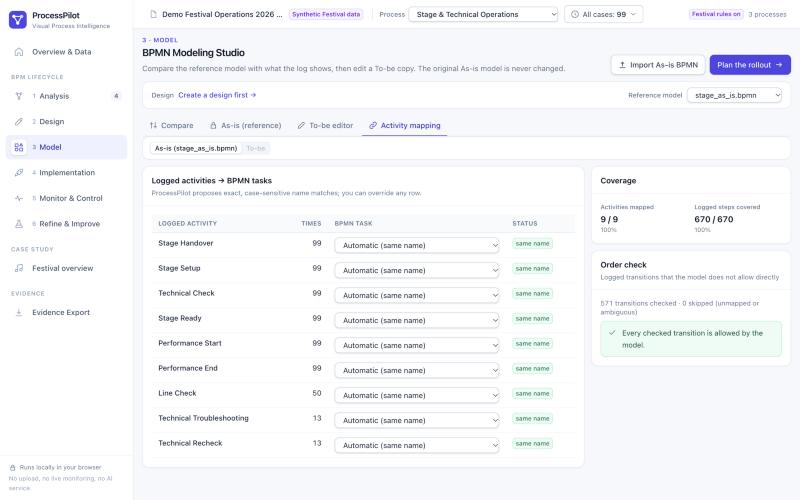 ProcessPilot
Visual Process Intelligence
Overview & Data
BPM LIFECYCLE
1 Analysis 4
2 Design
3 Model
4 Implementation
5 Monitor & Control
6 Refine & Improve
CASE STUDY
Festival overview
EVIDENCE
Evidence Export
Runs locally in your browser
No upload, no live monitoring, no AI
service
Demo Festival Operations 2026 ... Synthetic Festival data Process Stage & Technical Operations All cases: 99 Festival rules on 3 processes
3 · MODEL
BPMN Modeling Studio
Compare the reference model with what the log shows, then edit a To-be copy. The original As-is model is never changed.
Import As-is BPMN Plan the rollout →
Design Create a design first → Reference model stage_as_is.bpmn
Compare As-is (reference) To-be editor Activity mapping
As-is (stage_as_is.bpmn) To-be
Logged activities → BPMN tasks
ProcessPilot proposes exact, case-sensitive name matches; you can override any row.
LOGGED ACTIVITY TIMES BPMN TASK STATUS
Stage Handover 99 Automatic (same name) same name
Stage Setup 99 Automatic (same name) same name
Technical Check 99 Automatic (same name) same name
Stage Ready 99 Automatic (same name) same name
Performance Start 99 Automatic (same name) same name
Performance End 99 Automatic (same name) same name
Line Check 50 Automatic (same name) same name
Technical Troubleshooting 13 Automatic (same name) same name
Technical Recheck 13 Automatic (same name) same name
Coverage
Activities mapped Logged steps covered
9 / 9 670 / 670
100% 100%
Order check
Logged transitions that the model does not allow directly
571 transitions checked · 0 skipped (unmapped or
ambiguous)
Every checked transition is allowed by the
model.